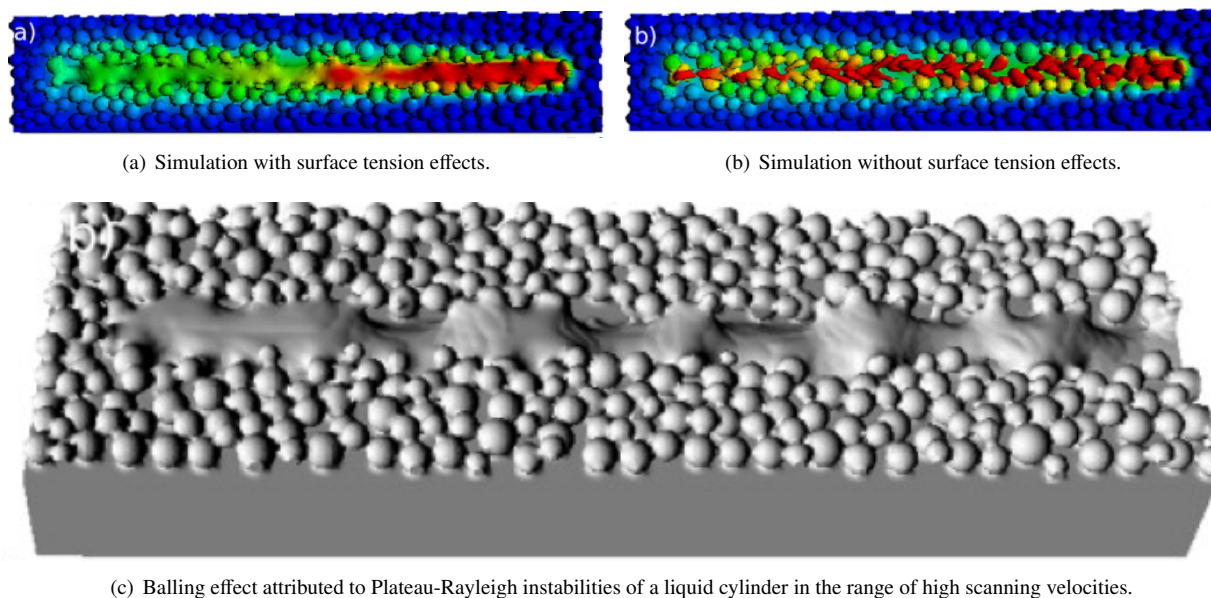 a)
b)
(a) Simulation with surface tension effects.
(b) Simulation without surface tension effects.
b)
(c) Balling effect attributed to Plateau-Rayleigh instabilities of a liquid cylinder in the range of high scanning velocities.